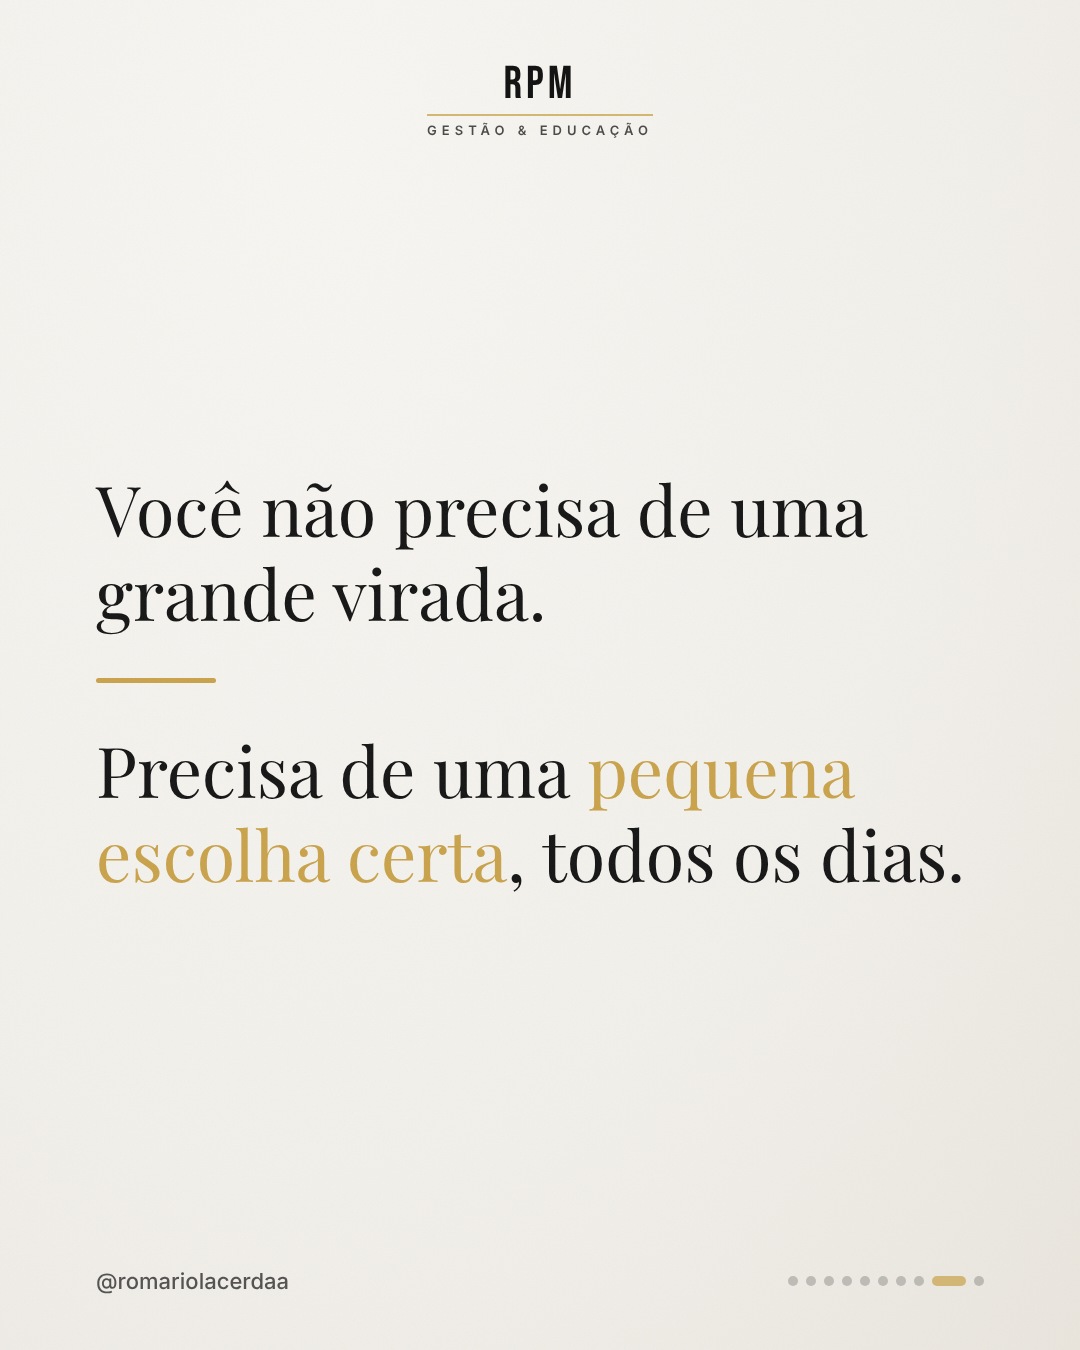 RPM
GESTÃO & EDUCAÇÃO
Você não precisa de uma
grande virada.
Precisa de uma pequena
escolha certa, todos os dias.
@romariolacerdaa